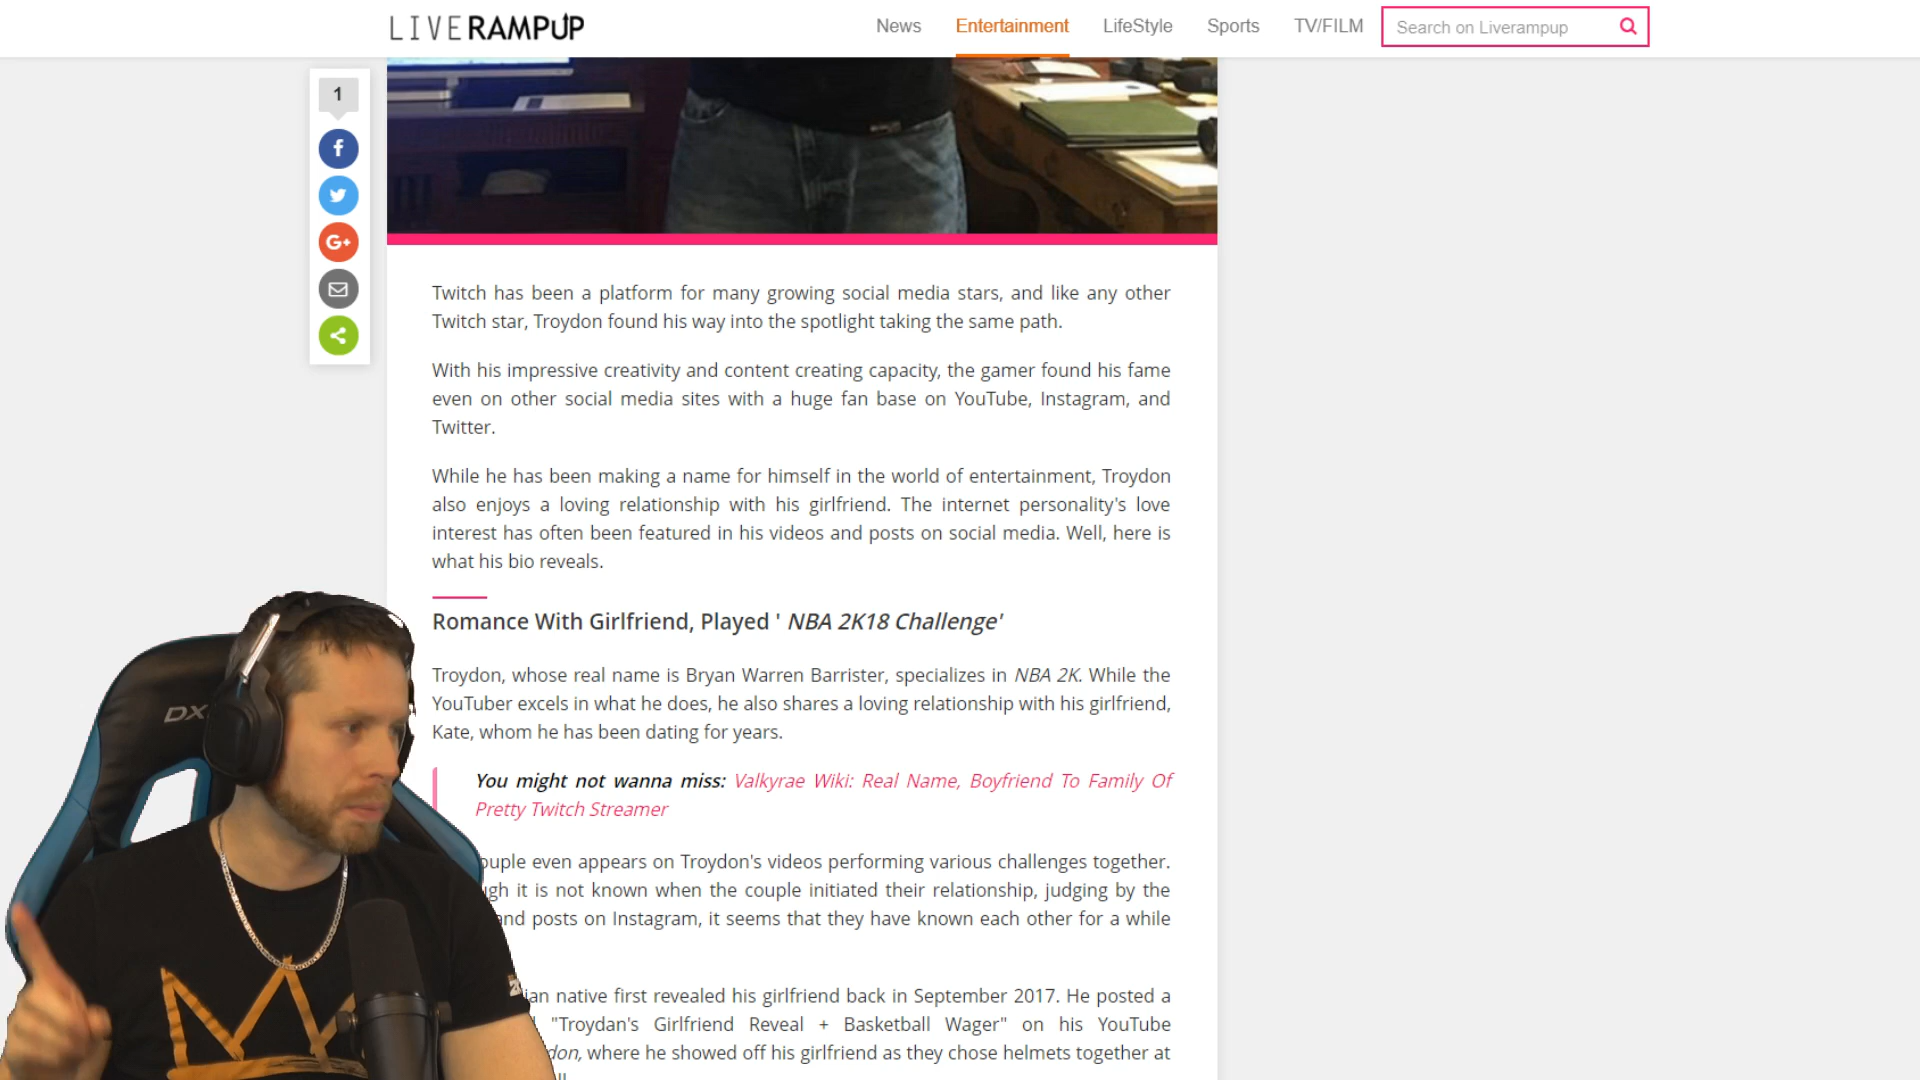 LIVERAMPUP
News
Entertainment
LifeStyle
Sports
TV/FILM
Search on Liverampup
1
Twitch has been a platform for many growing social media stars, and like any other
Twitch star, Troydon found his way into the spotlight taking the same path.
With his impressive creativity and content creating capacity, the gamer found his fame
even on other social media sites with a huge fan base on YouTube, Instagram, and
Twitter.
While he has been making a name for himself in the world of entertainment, Troydon
also enjoys a loving relationship with his girlfriend. The internet personality's love
interest has often been featured in his videos and posts on social media. Well, here is
what his bio reveals.
Romance With Girlfriend, Played ' NBA 2K18 Challenge'
Troydon, whose real name is Bryan Warren Barrister, specializes in NBA 2K. While the
YouTuber excels in what he does, he also shares a loving relationship with his girlfriend,
Kate, whom he has been dating for years.
You might not wanna miss: Valkyrae Wiki: Real Name, Boyfriend To Family Of
Pretty Twitch Streamer
ouple even appears on Troydon's videos performing various challenges together.
gh it is not known when the couple initiated their relationship, judging by the
and posts on Instagram, it seems that they have known each other for a while
ian native first revealed his girlfriend back in September 2017. He posted a
"Troydan's Girlfriend Reveal + Basketball Wager" on his YouTube
don, where he showed off his girlfriend as they chose helmets together at
DX